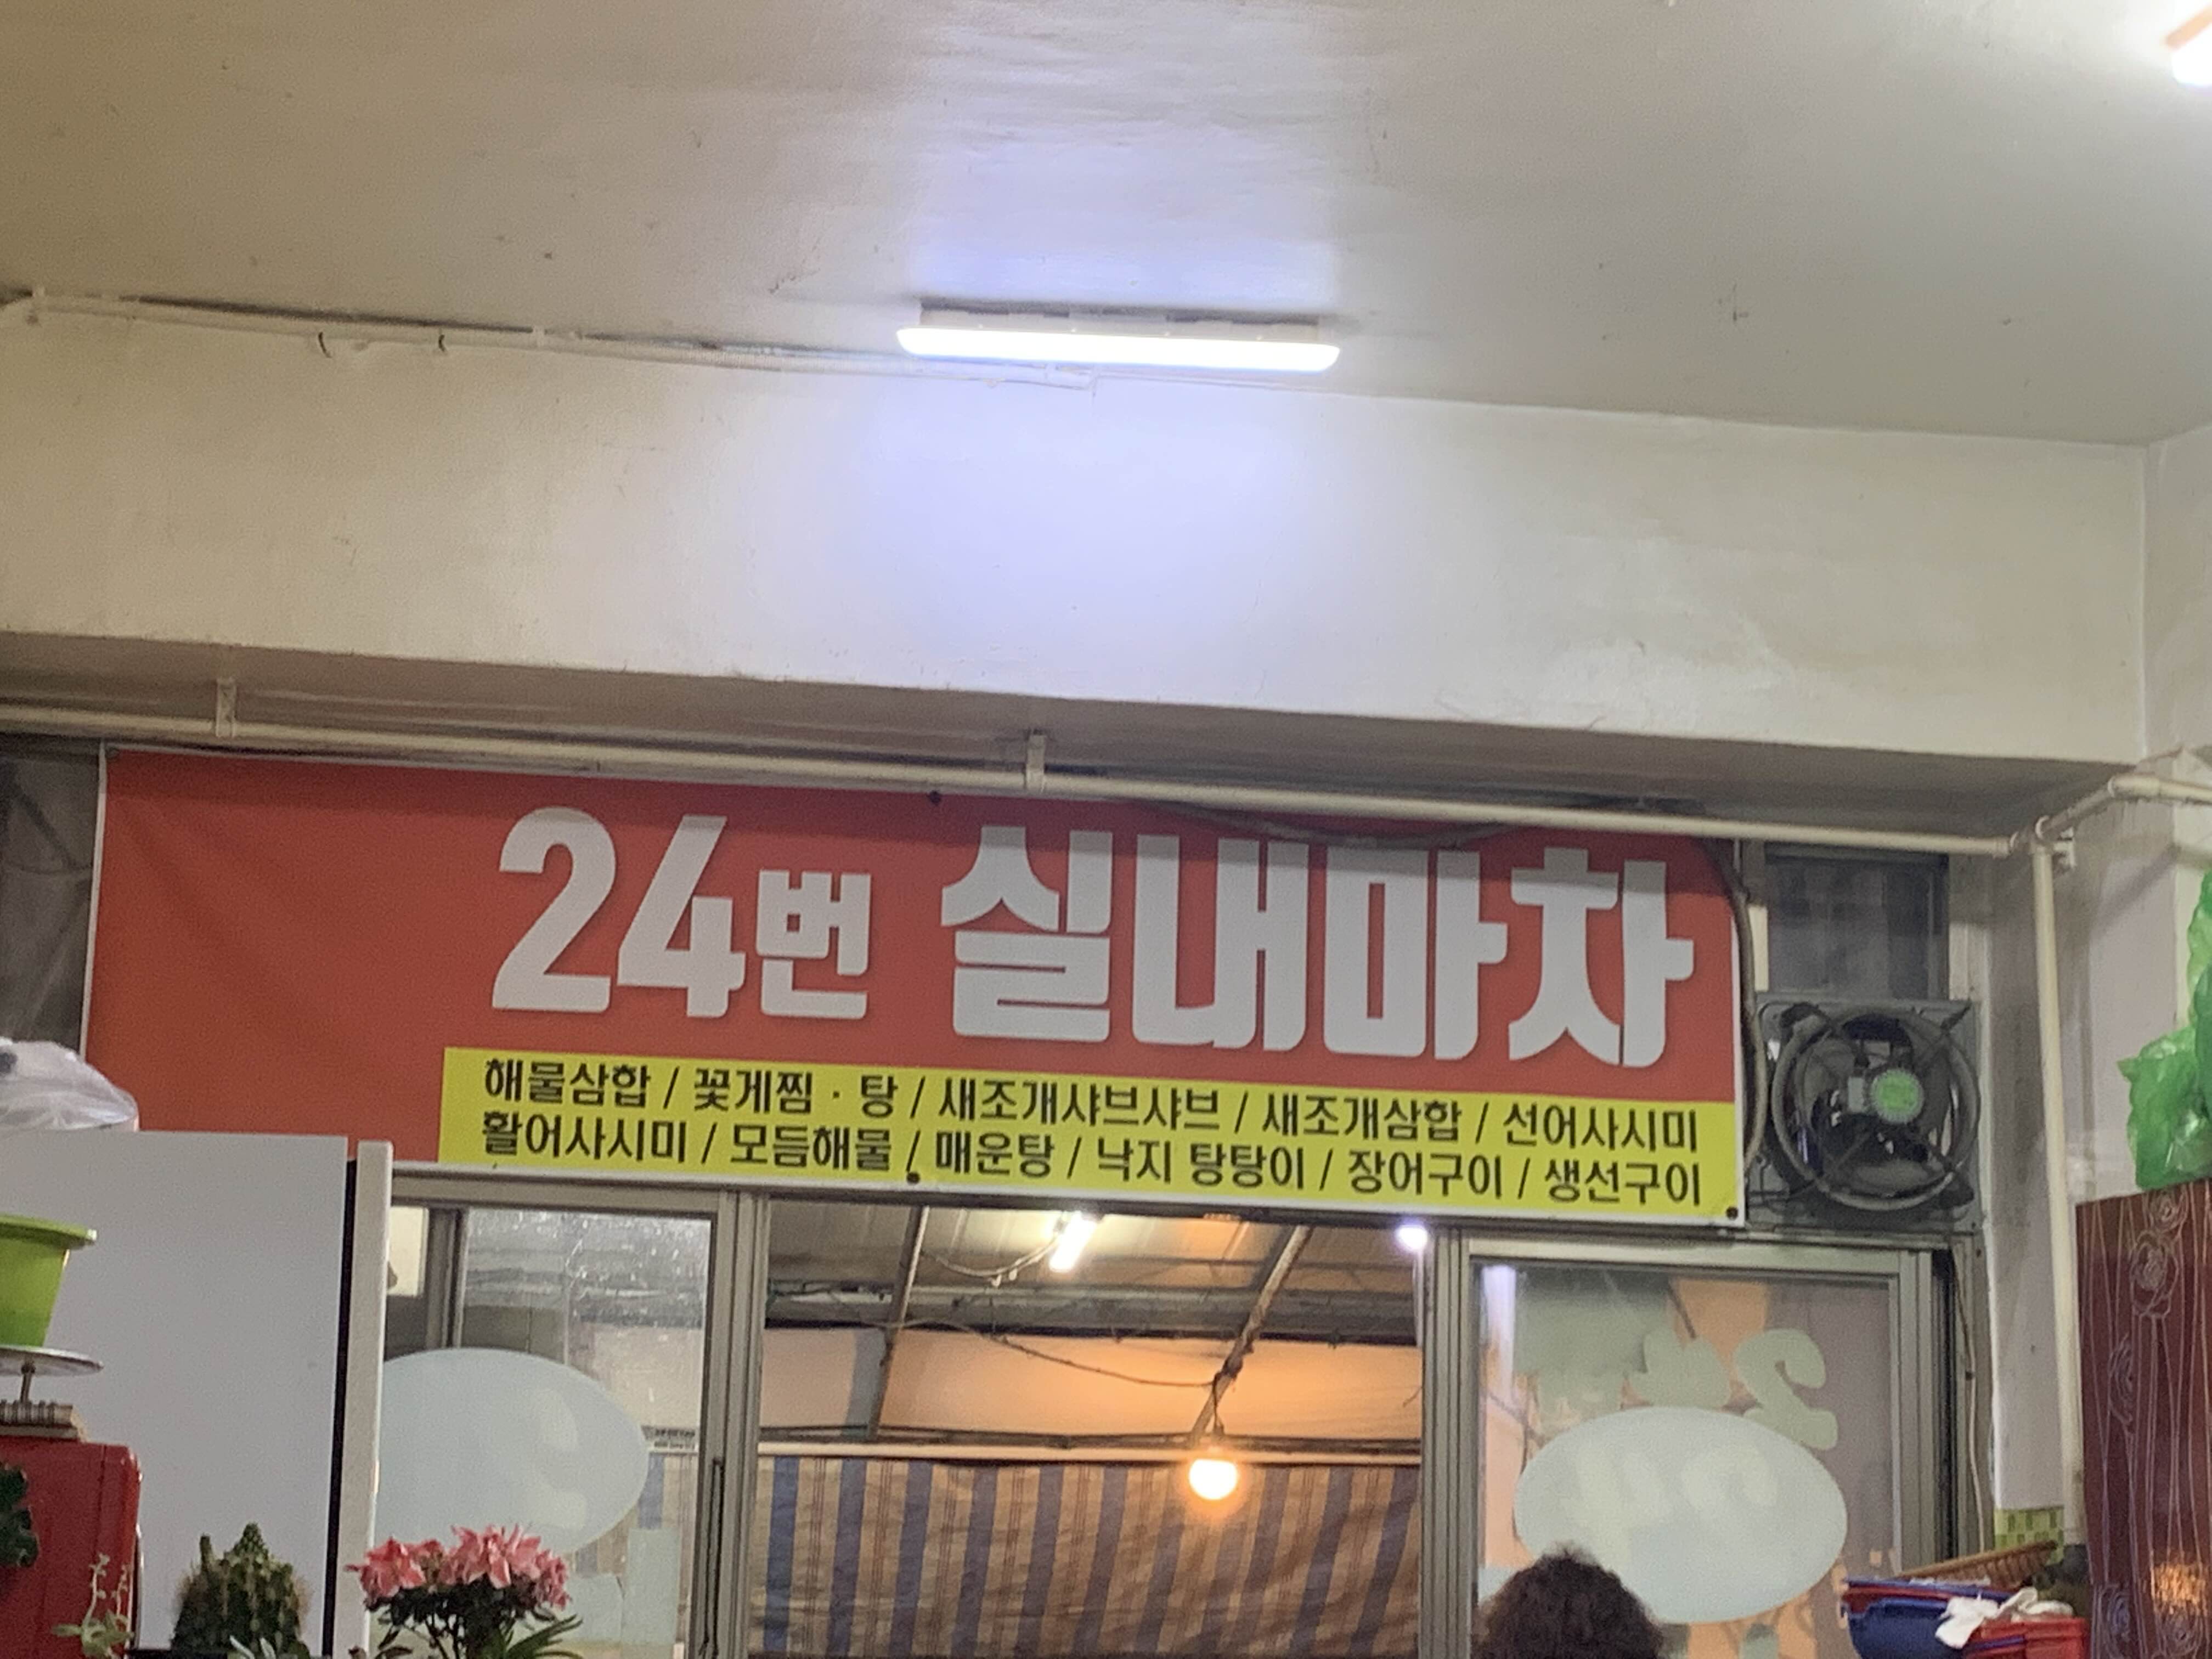 24번 실내마차
해물삼합 / 꽃게찜 · 탕 / 새조개샤브샤브 / 새조개삼합 / 선어사시미
활어사시미 / 모듬해물 / 매운탕 / 낙지 탕탕이 / 장어구이 / 생선구이